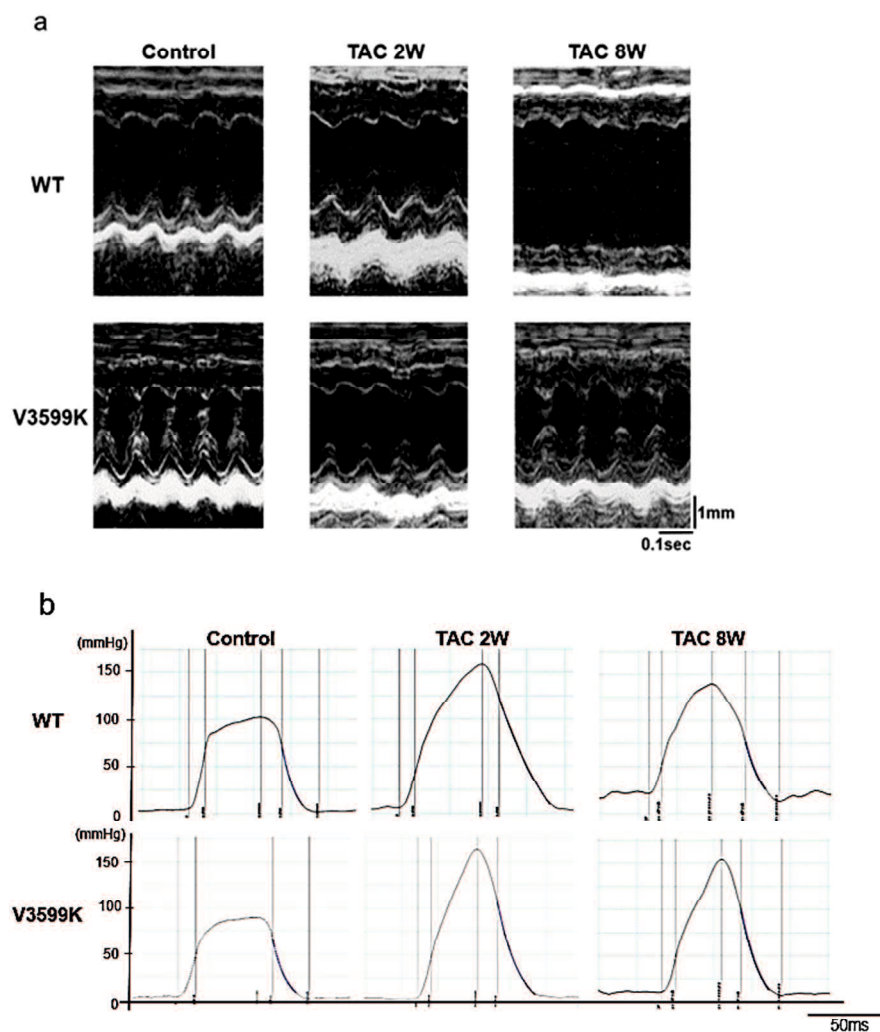 a
Control TAC 2W TAC 8W
WT
V3599K
1mm
0.1sec
b
Control TAC 2W TAC 8W
(mmHg)
150
WT
100
50
0
(mmHg)
150
V3599K
100
50
0
50ms